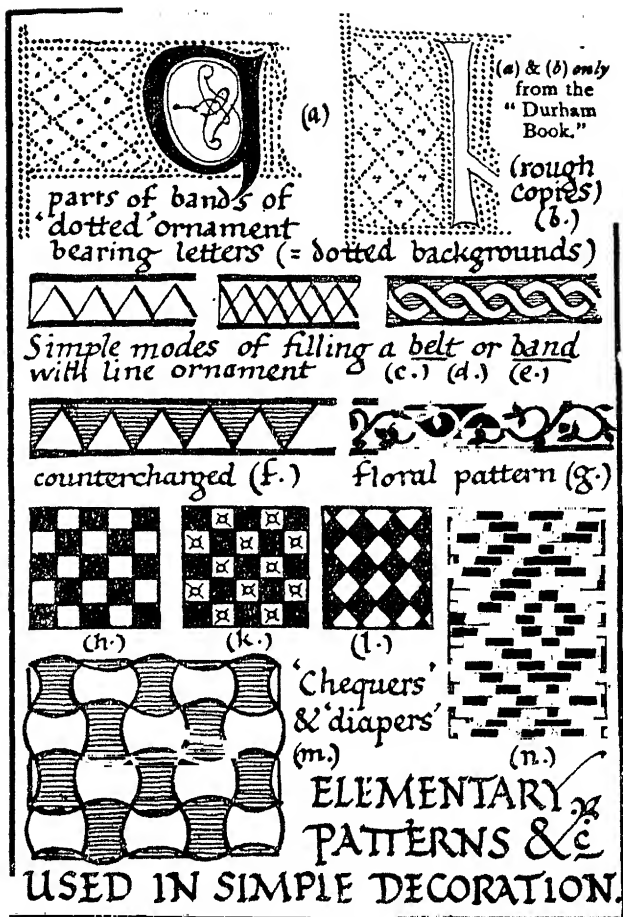 (a)
(a) & (b) only
from the
“ Durham
Book.”
(rough
copies)
(b.)
parts of bands of
‘dotted’ ornament
bearing letters (= dotted backgrounds)
Simple modes of filling a belt or band
with line ornament (c.) (d.) (e.)
countercharged (f.)
floral pattern (g.)
(h.)
(k.)
(l.)
‘Chequers’
& ‘diapers’
(m.)
(n.)
ELEMENTARY
PATTERNS &c
USED IN SIMPLE DECORATION.